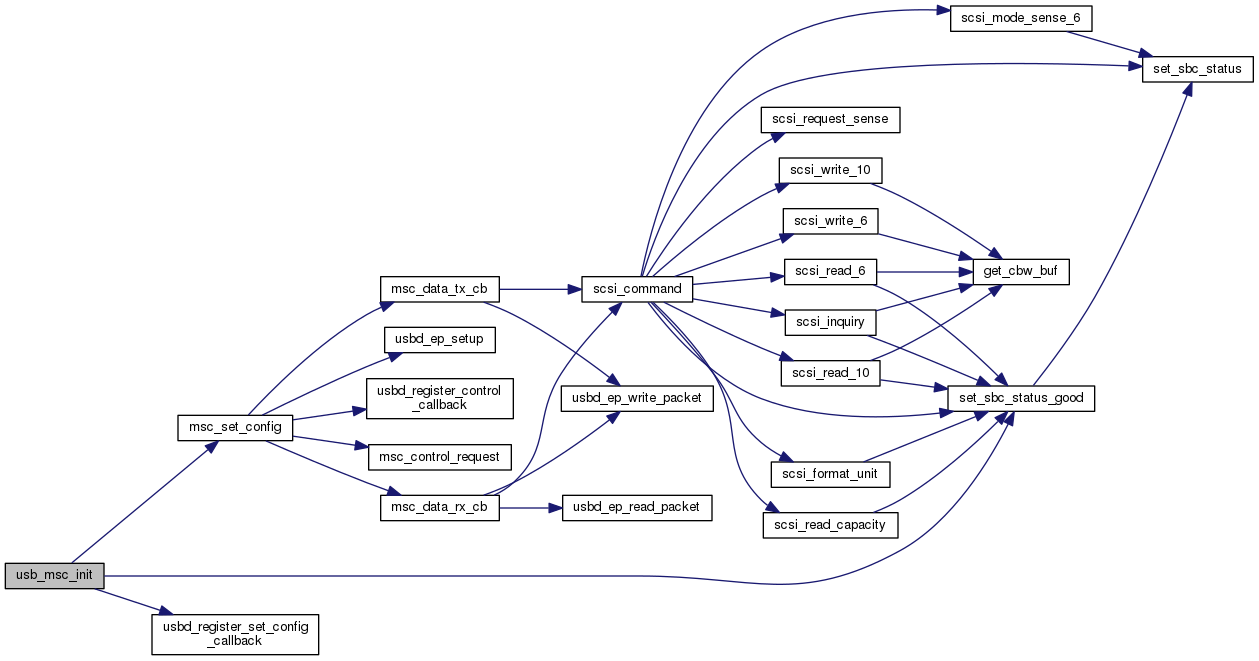 scsi_mode_sense_6
set_sbc_status
scsi_request_sense
scsi_write_10
scsi_write_6
scsi_read_6
get_cbw_buf
msc_data_tx_cb
scsi_command
scsi_inquiry
usbd_ep_setup
scsi_read_10
usbd_register_control
_callback
usbd_ep_write_packet
set_sbc_status_good
msc_set_config
msc_control_request
scsi_format_unit
msc_data_rx_cb
usbd_ep_read_packet
scsi_read_capacity
usb_msc_init
usbd_register_set_config
_callback